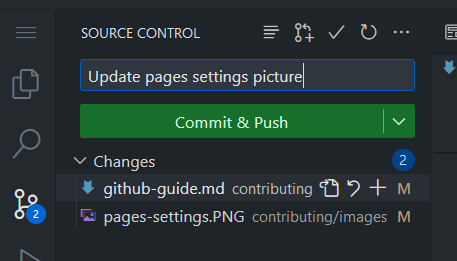 SOURCE CONTROL
Update pages settings picture
Commit & Push
Changes 2
github-guide.md contributing M
2
pages-settings.PNG contributing/images M